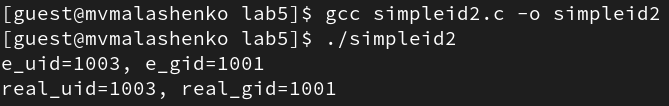 [guest@mvmalashenko lab5]$ gcc simpleid2.c -o simpleid2
[guest@mvmalashenko lab5]$ ./simpleid2
e_uid=1003, e_gid=1001
real_uid=1003, real_gid=1001